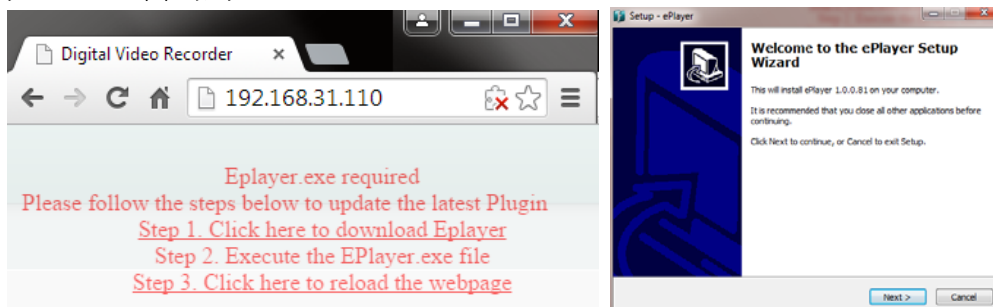 Digital Video Recorder
192.168.31.110
Eplayer.exe required
Please follow the steps below to update the latest Plugin
Step 1. Click here to download Eplayer
Step 2. Execute the EPlayer.exe file
Step 3. Click here to reload the webpage
Setup - ePlayer
Welcome to the ePlayer Setup
Wizard
This will install ePlayer 1.0.0.81 on your computer.
It is recommended that you close all other applications before
continuing.
Click Next to continue, or Cancel to exit Setup.
Next >
Cancel